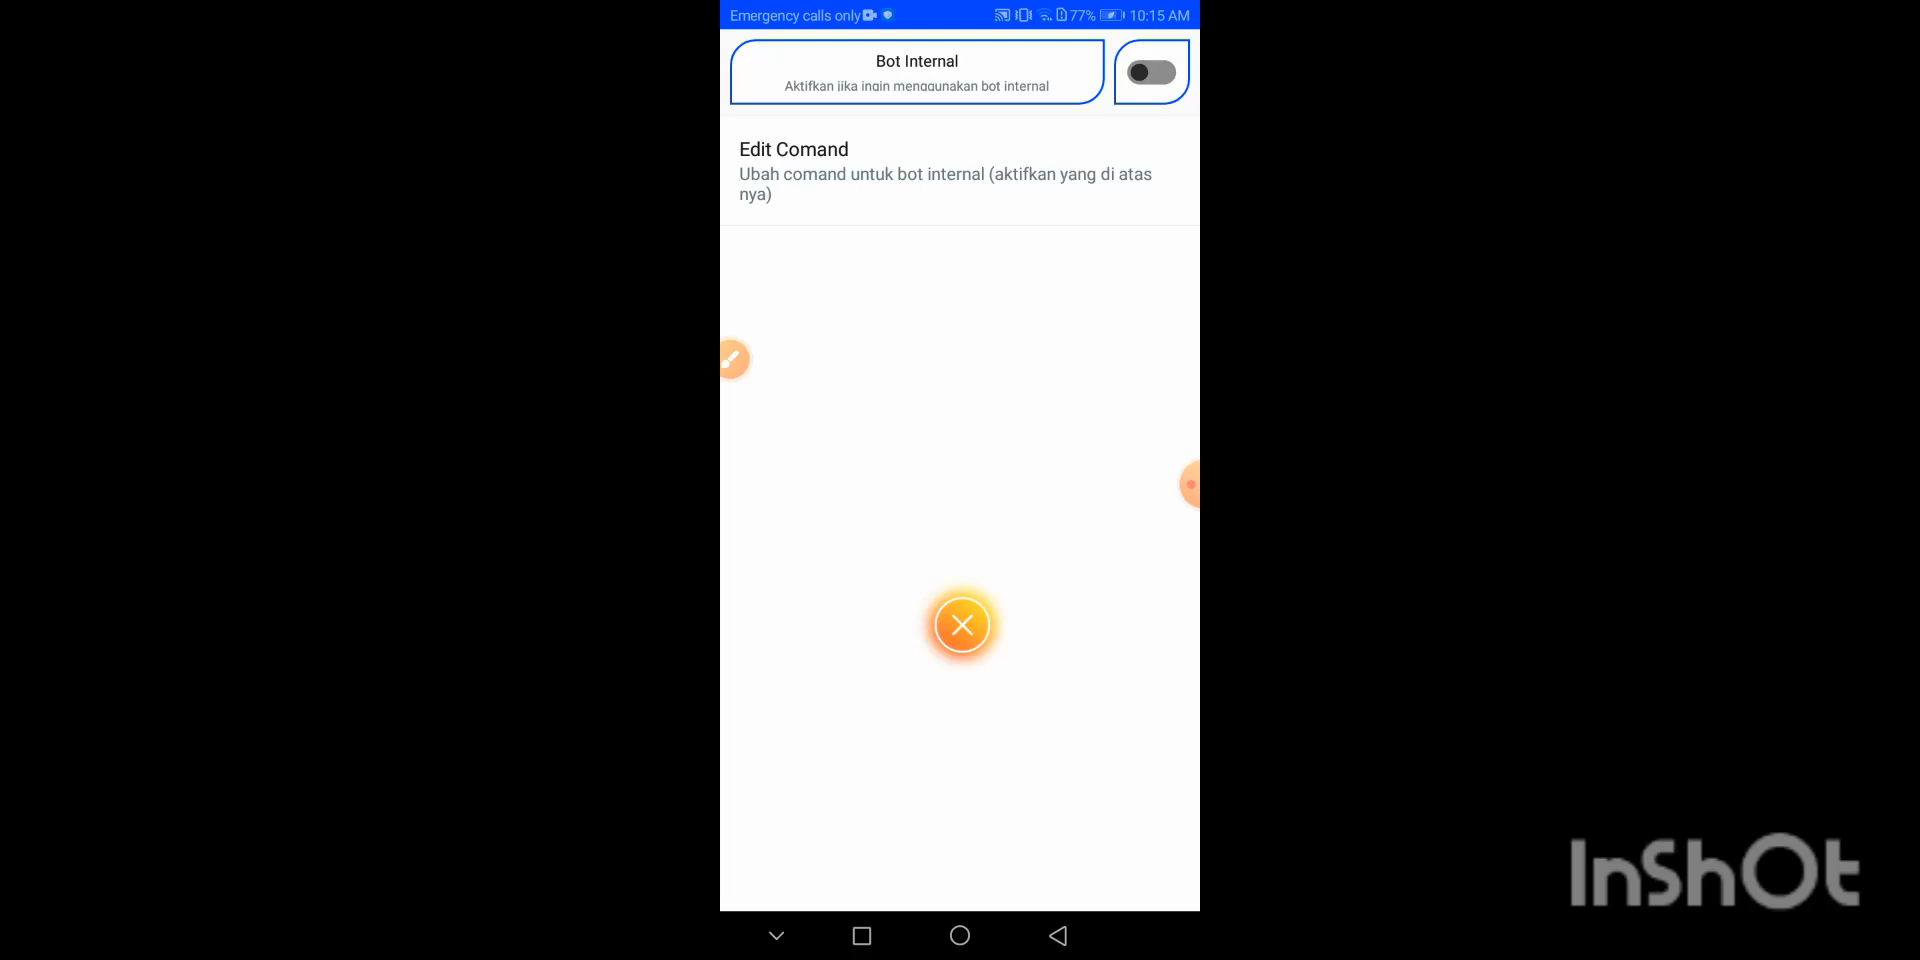 Emergency calls only
77%
10:15 AM
Bot Internal
Aktifkan jika ingin menggunakan bot internal
Edit Comand
Ubah comand untuk bot internal (aktifkan yang di atas
nya)
InShOt